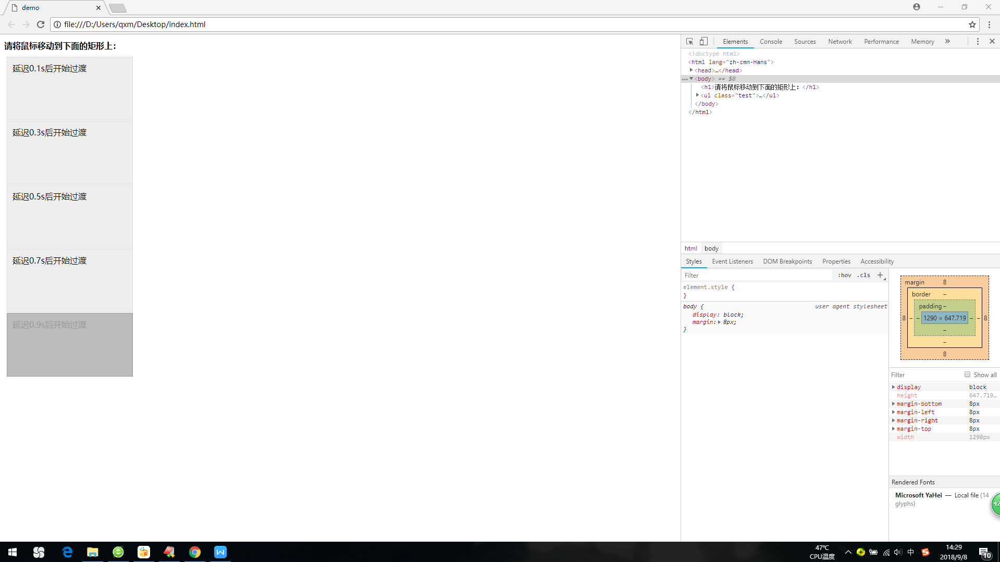 demo
file:///D:/Users/qxm/Desktop/index.html
请将鼠标移动到下面的矩形上：
延迟0.1s后开始过渡
延迟0.3s后开始过渡
延迟0.5s后开始过渡
延迟0.7s后开始过渡
延迟0.9s后开始过渡
Elements Console Sources Network Performance Memory »
<!doctype html>
<html lang="zh-cmn-Hans">
<head>…</head>
<body> == $0
<h1>请将鼠标移动到下面的矩形上：</h1>
<ul class="test">…</ul>
</body>
</html>
html body
Styles Event Listeners DOM Breakpoints Properties Accessibility
Filter :hov .cls +
element.style {
}
body { user agent stylesheet
display: block;
margin: 8px;
}
margin 8
border –
padding –
8 – – 1290 × 647.719 – – 8
–
–
8
Filter Show all
display block
height 647.719…
margin-bottom 8px
margin-left 8px
margin-right 8px
margin-top 8px
width 1290px
Rendered Fonts
Microsoft YaHei — Local file (14
glyphs)
42
47℃
CPU温度
中
14:29
2018/9/8
10